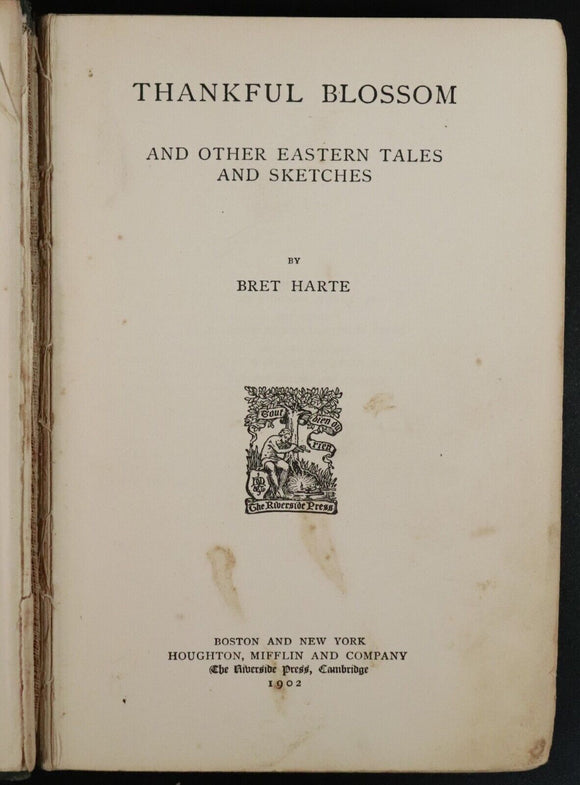 THANKFUL BLOSSOM
AND OTHER EASTERN TALES
AND SKETCHES
BY
BRET HARTE
Tout
bien ou
rien
The Riverside Press
BOSTON AND NEW YORK
HOUGHTON, MIFFLIN AND COMPANY
The Riverside Press, Cambridge
1902